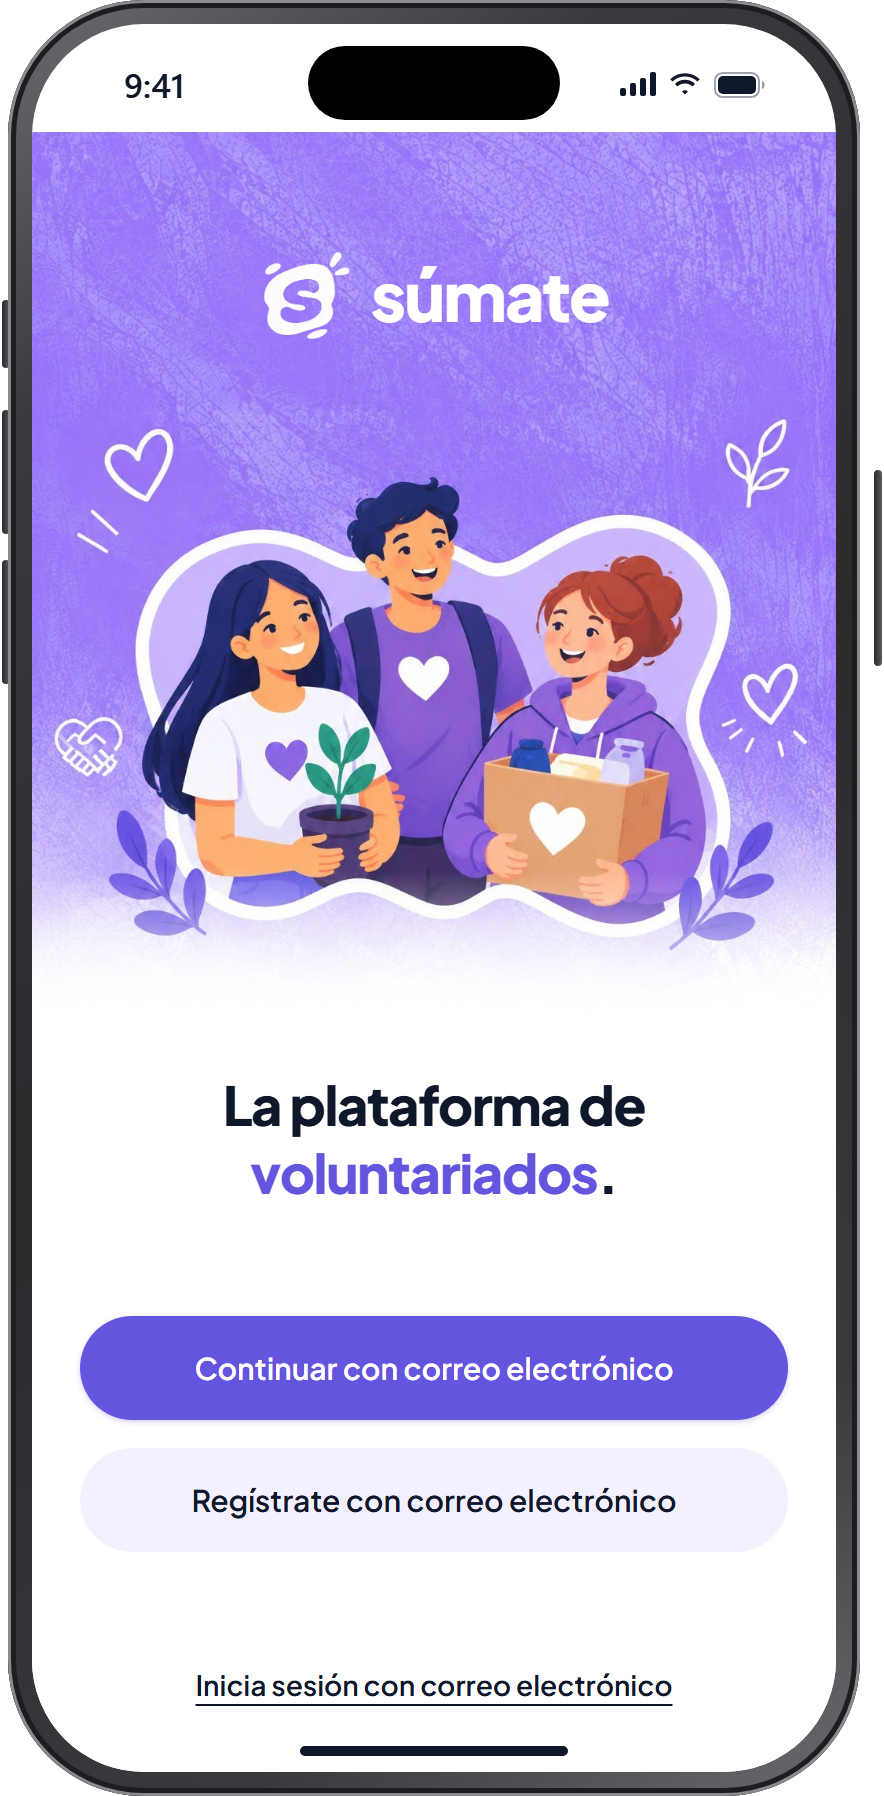 9:41
súmate
La plataforma de
voluntariados.
Continuar con correo electrónico
Regístrate con correo electrónico
Inicia sesión con correo electrónico